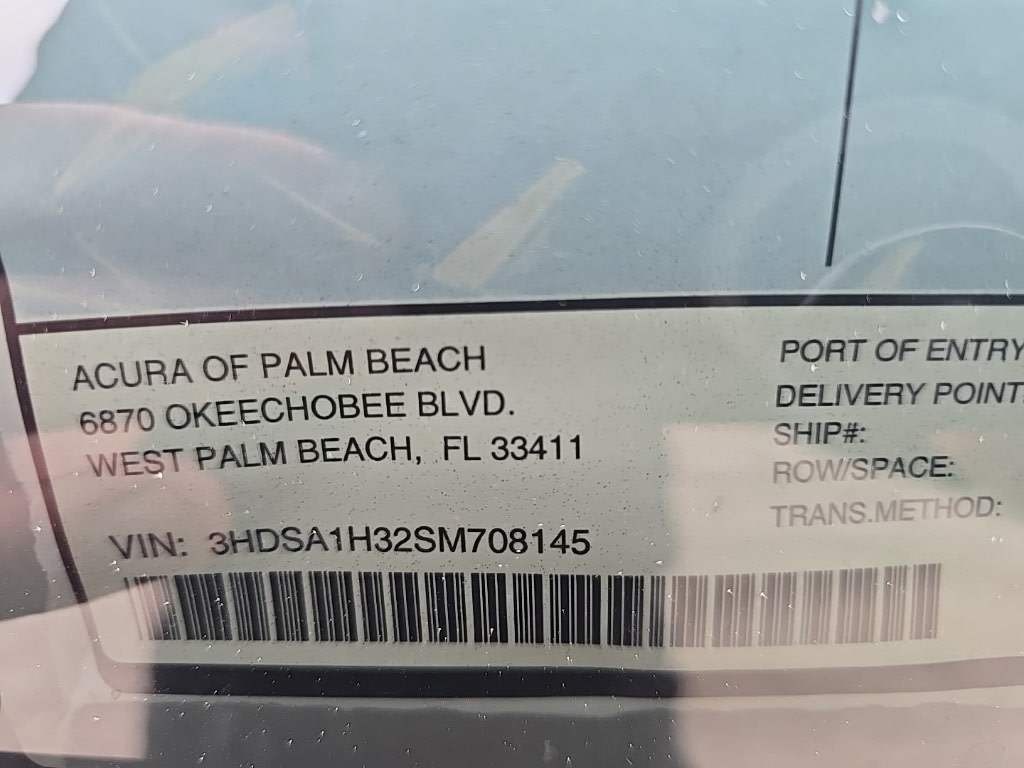 ACURA OF PALM BEACH
6870 OKEECHOBEE BLVD.
WEST PALM BEACH, FL 33411
VIN: 3HDSA1H32SM708145
PORT OF ENTRY
DELIVERY POINT:
SHIP#:
ROW/SPACE:
TRANS.METHOD: